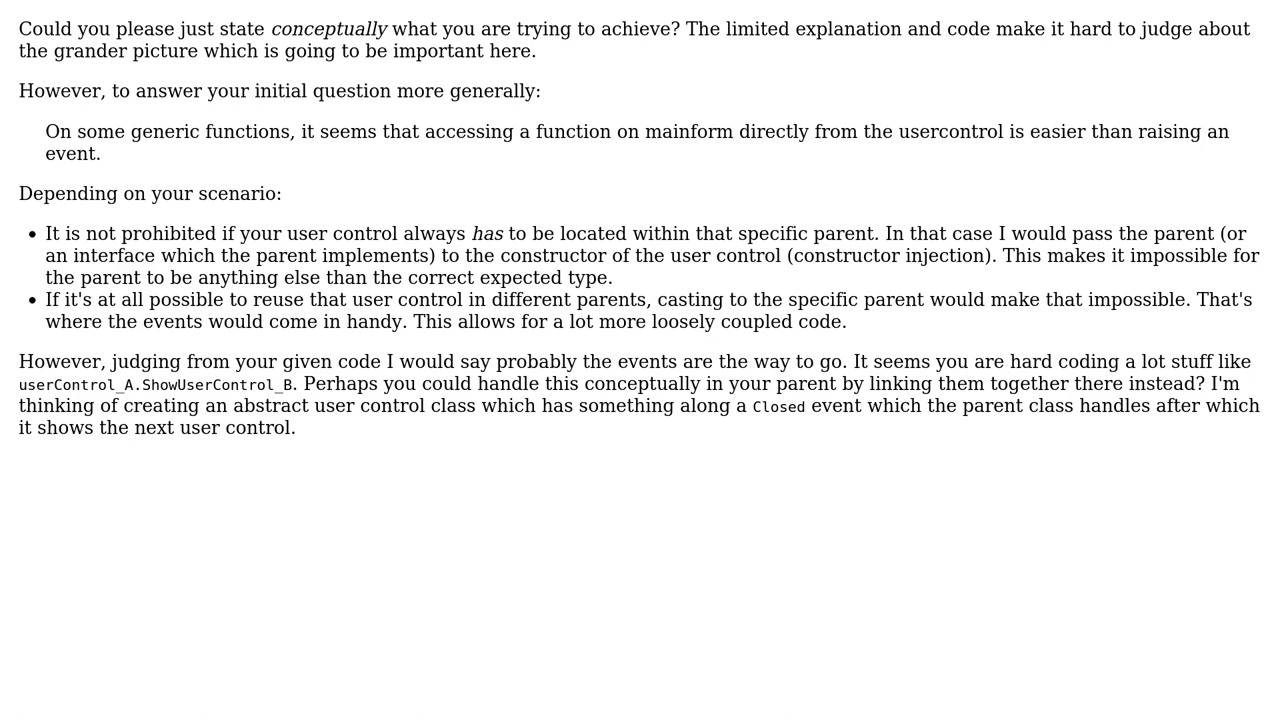 Could you please just state conceptually what you are trying to achieve? The limited explanation and code make it hard to judge about
the grander picture which is going to be important here.
However, to answer your initial question more generally:
On some generic functions, it seems that accessing a function on mainform directly from the usercontrol is easier than raising an
event.
Depending on your scenario:
• It is not prohibited if your user control always has to be located within that specific parent. In that case I would pass the parent (or
an interface which the parent implements) to the constructor of the user control (constructor injection). This makes it impossible for
the parent to be anything else than the correct expected type.
• If it's at all possible to reuse that user control in different parents, casting to the specific parent would make that impossible. That's
where the events would come in handy. This allows for a lot more loosely coupled code.
However, judging from your given code I would say probably the events are the way to go. It seems you are hard coding a lot stuff like
userControl_A.ShowUserControl_B. Perhaps you could handle this conceptually in your parent by linking them together there instead? I'm
thinking of creating an abstract user control class which has something along a Closed event which the parent class handles after which
it shows the next user control.